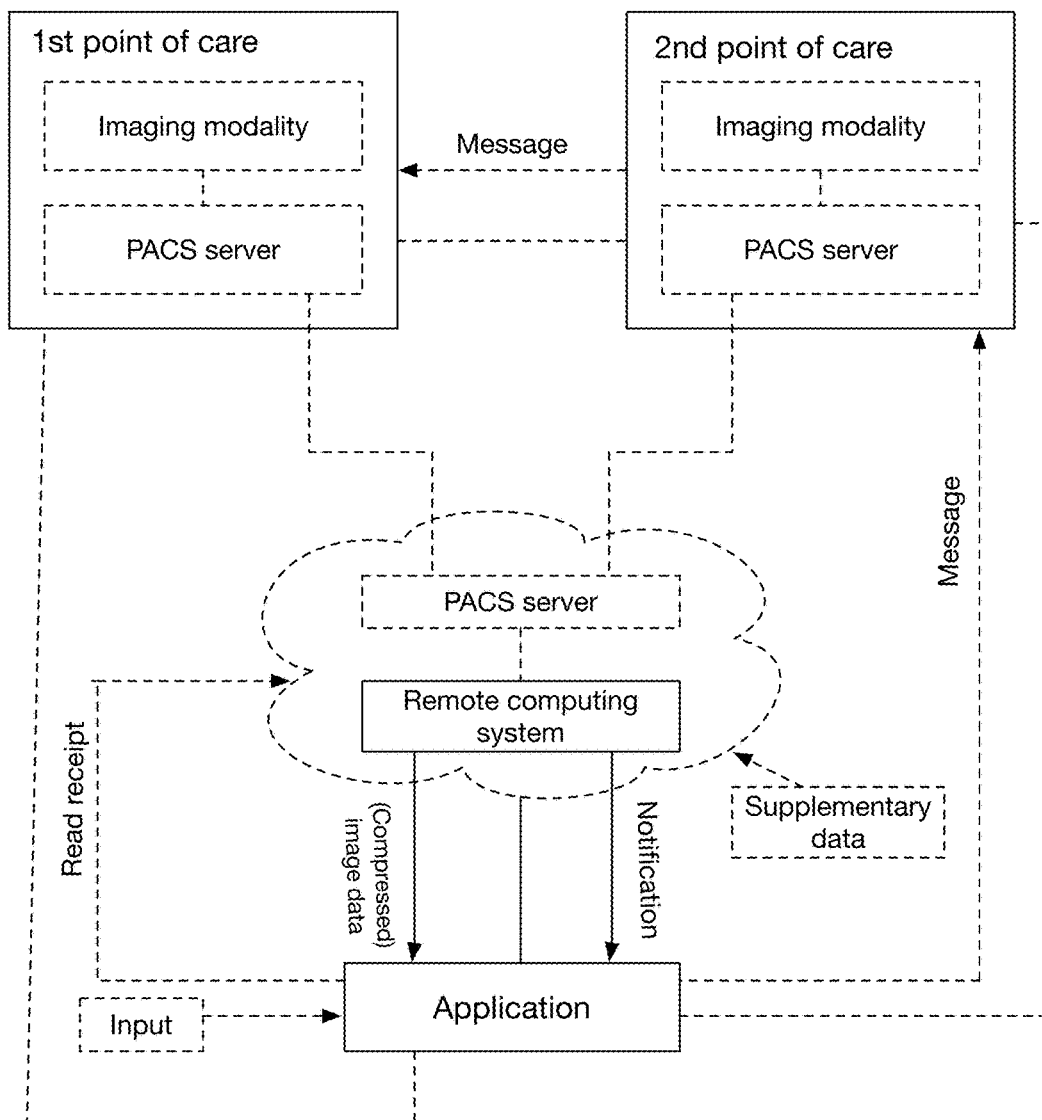 1st point of care
Imaging modality
PACS server
Message
2nd point of care
Imaging modality
PACS server
Message
PACS server
Remote computing
system
Read receipt
(Compressed)
image data
Notification
Supplementary
data
Input
Application